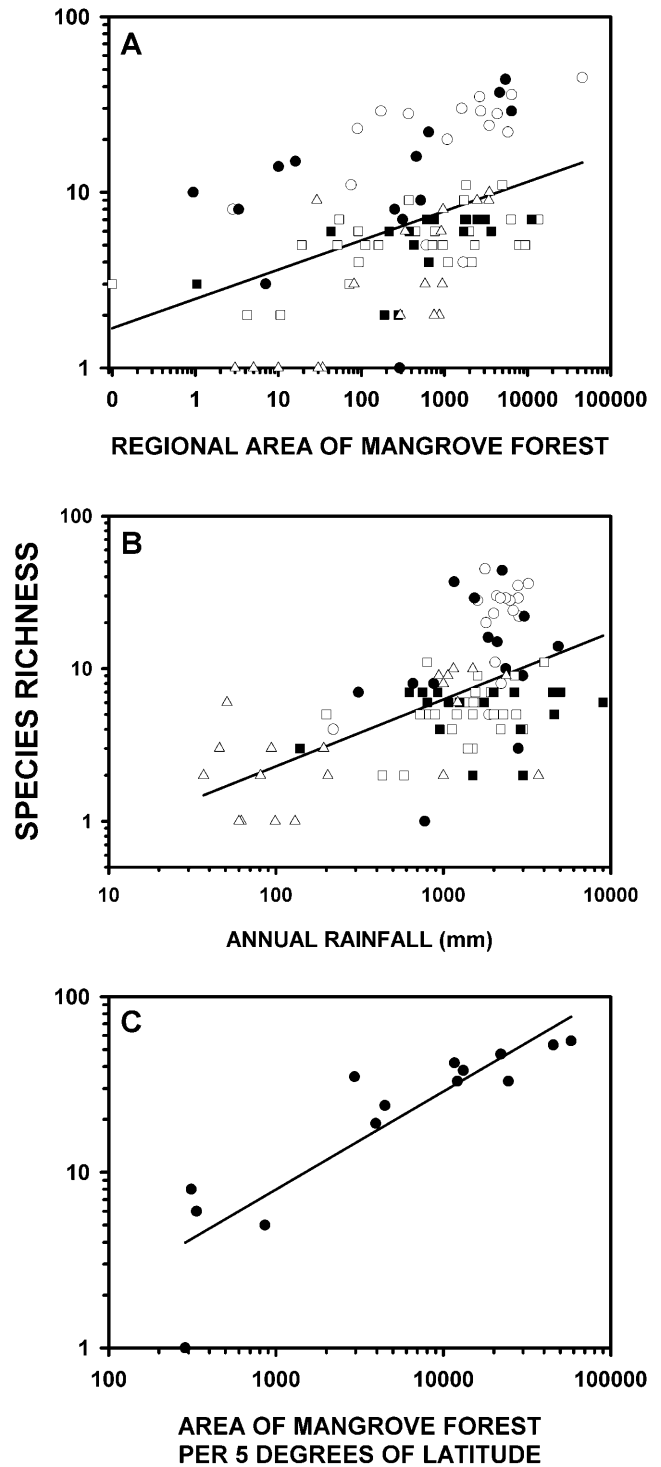 100
A
10
1
0 1 10 100 1000 10000 100000
REGIONAL AREA OF MANGROVE FOREST
SPECIES RICHNESS
100
B
10
1
10 100 1000 10000
ANNUAL RAINFALL (mm)
100
C
10
1
100 1000 10000 100000
AREA OF MANGROVE FOREST
PER 5 DEGREES OF LATITUDE